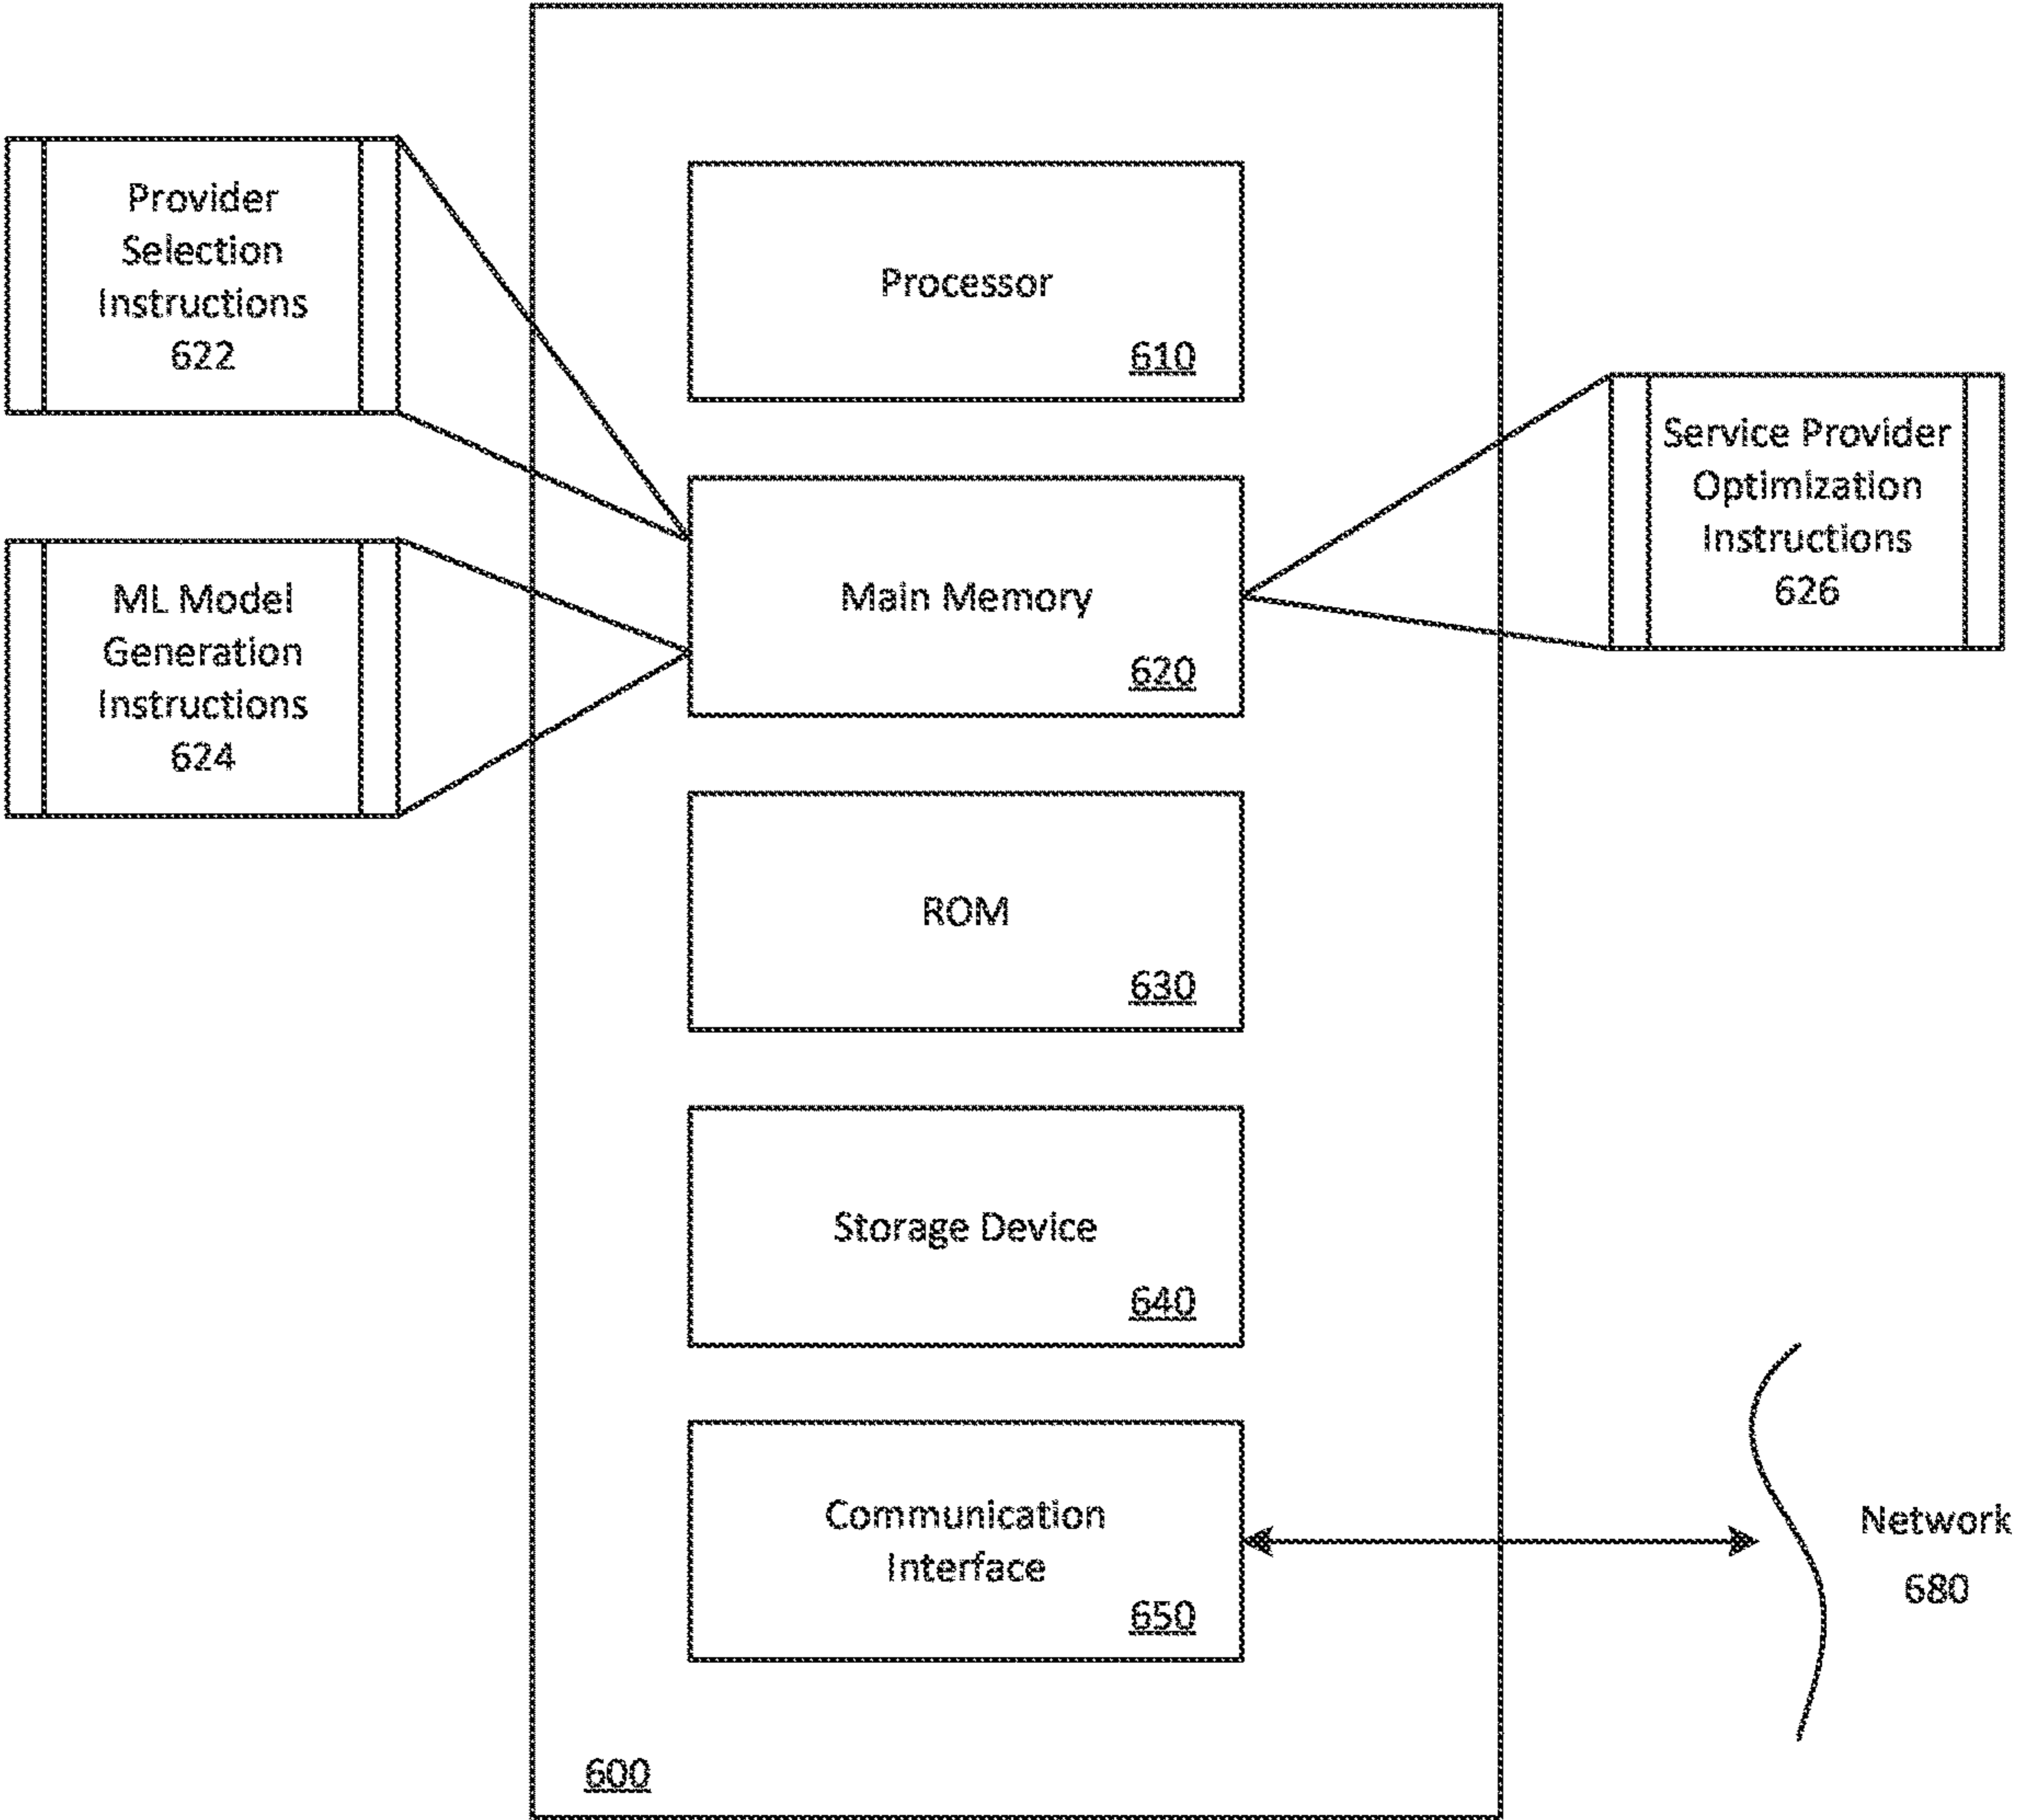 Provider
Selection
Instructions
622
ML Model
Generation
Instructions
624
Processor
610
Main Memory
620
ROM
630
Storage Device
640
Communication
Interface
650
600
Service Provider
Optimization
Instructions
626
Network
680